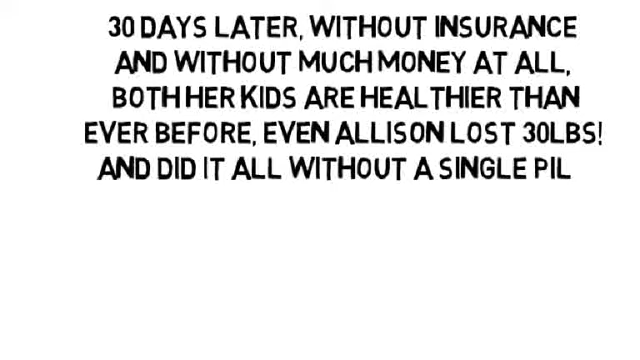 30 DAYS LATER, WITHOUT INSURANCE
AND WITHOUT MUCH MONEY AT ALL,
BOTH HER KIDS ARE HEALTHIER THAN
EVER BEFORE, EVEN ALLISON LOST 30LBS!
AND DID IT ALL WITHOUT A SINGLE PIL